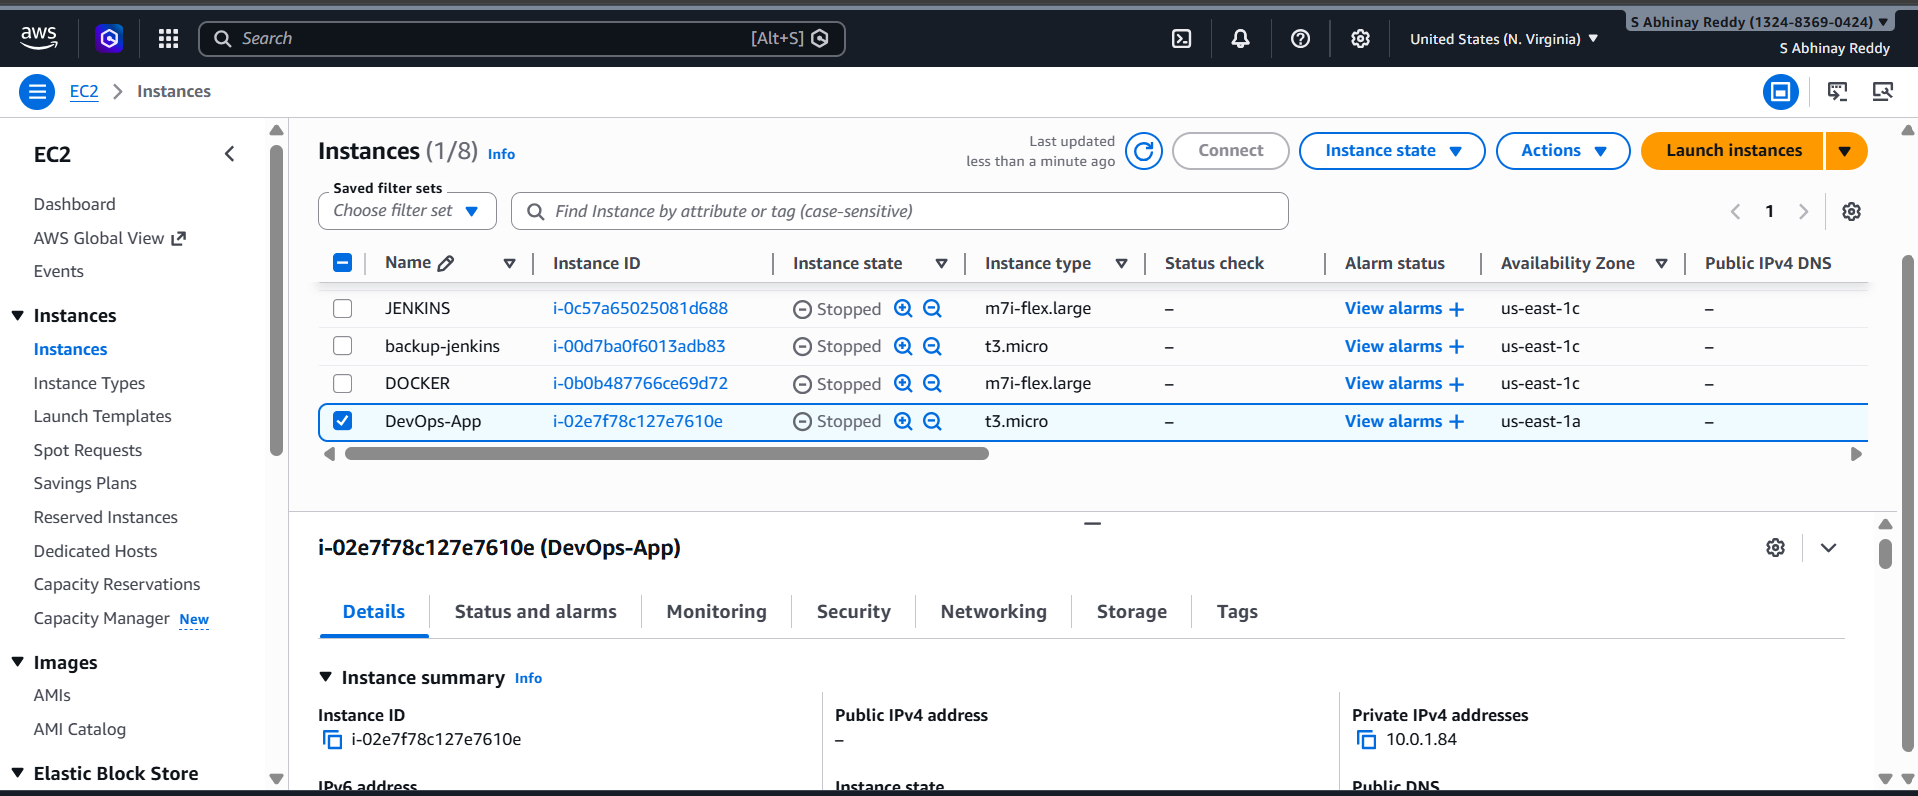 aws
Search [Alt+S]
United States (N. Virginia)
S Abhinay Reddy (1324-8369-0424)
S Abhinay Reddy
EC2 Instances
EC2
Dashboard
AWS Global View
Events
Instances
Instances
Instance Types
Launch Templates
Spot Requests
Savings Plans
Reserved Instances
Dedicated Hosts
Capacity Reservations
Capacity Manager New
Images
AMIs
AMI Catalog
Elastic Block Store
Instances (1/8) Info
Last updated
less than a minute ago
Connect
Instance state
Actions
Launch instances
Saved filter sets
Choose filter set
Find Instance by attribute or tag (case-sensitive)
1
Name Instance ID Instance state Instance type Status check Alarm status Availability Zone Public IPv4 DNS
JENKINS i-0c57a65025081d688 Stopped m7i-flex.large – View alarms + us-east-1c –
backup-jenkins i-00d7ba0f6013adb83 Stopped t3.micro – View alarms + us-east-1c –
DOCKER i-0b0b487766ce69d72 Stopped m7i-flex.large – View alarms + us-east-1c –
DevOps-App i-02e7f78c127e7610e Stopped t3.micro – View alarms + us-east-1a –
i-02e7f78c127e7610e (DevOps-App)
Details Status and alarms Monitoring Security Networking Storage Tags
Instance summary Info
Instance ID
i-02e7f78c127e7610e
Public IPv4 address
–
Private IPv4 addresses
10.0.1.84
IPv6 address
Instance state
Public DNS